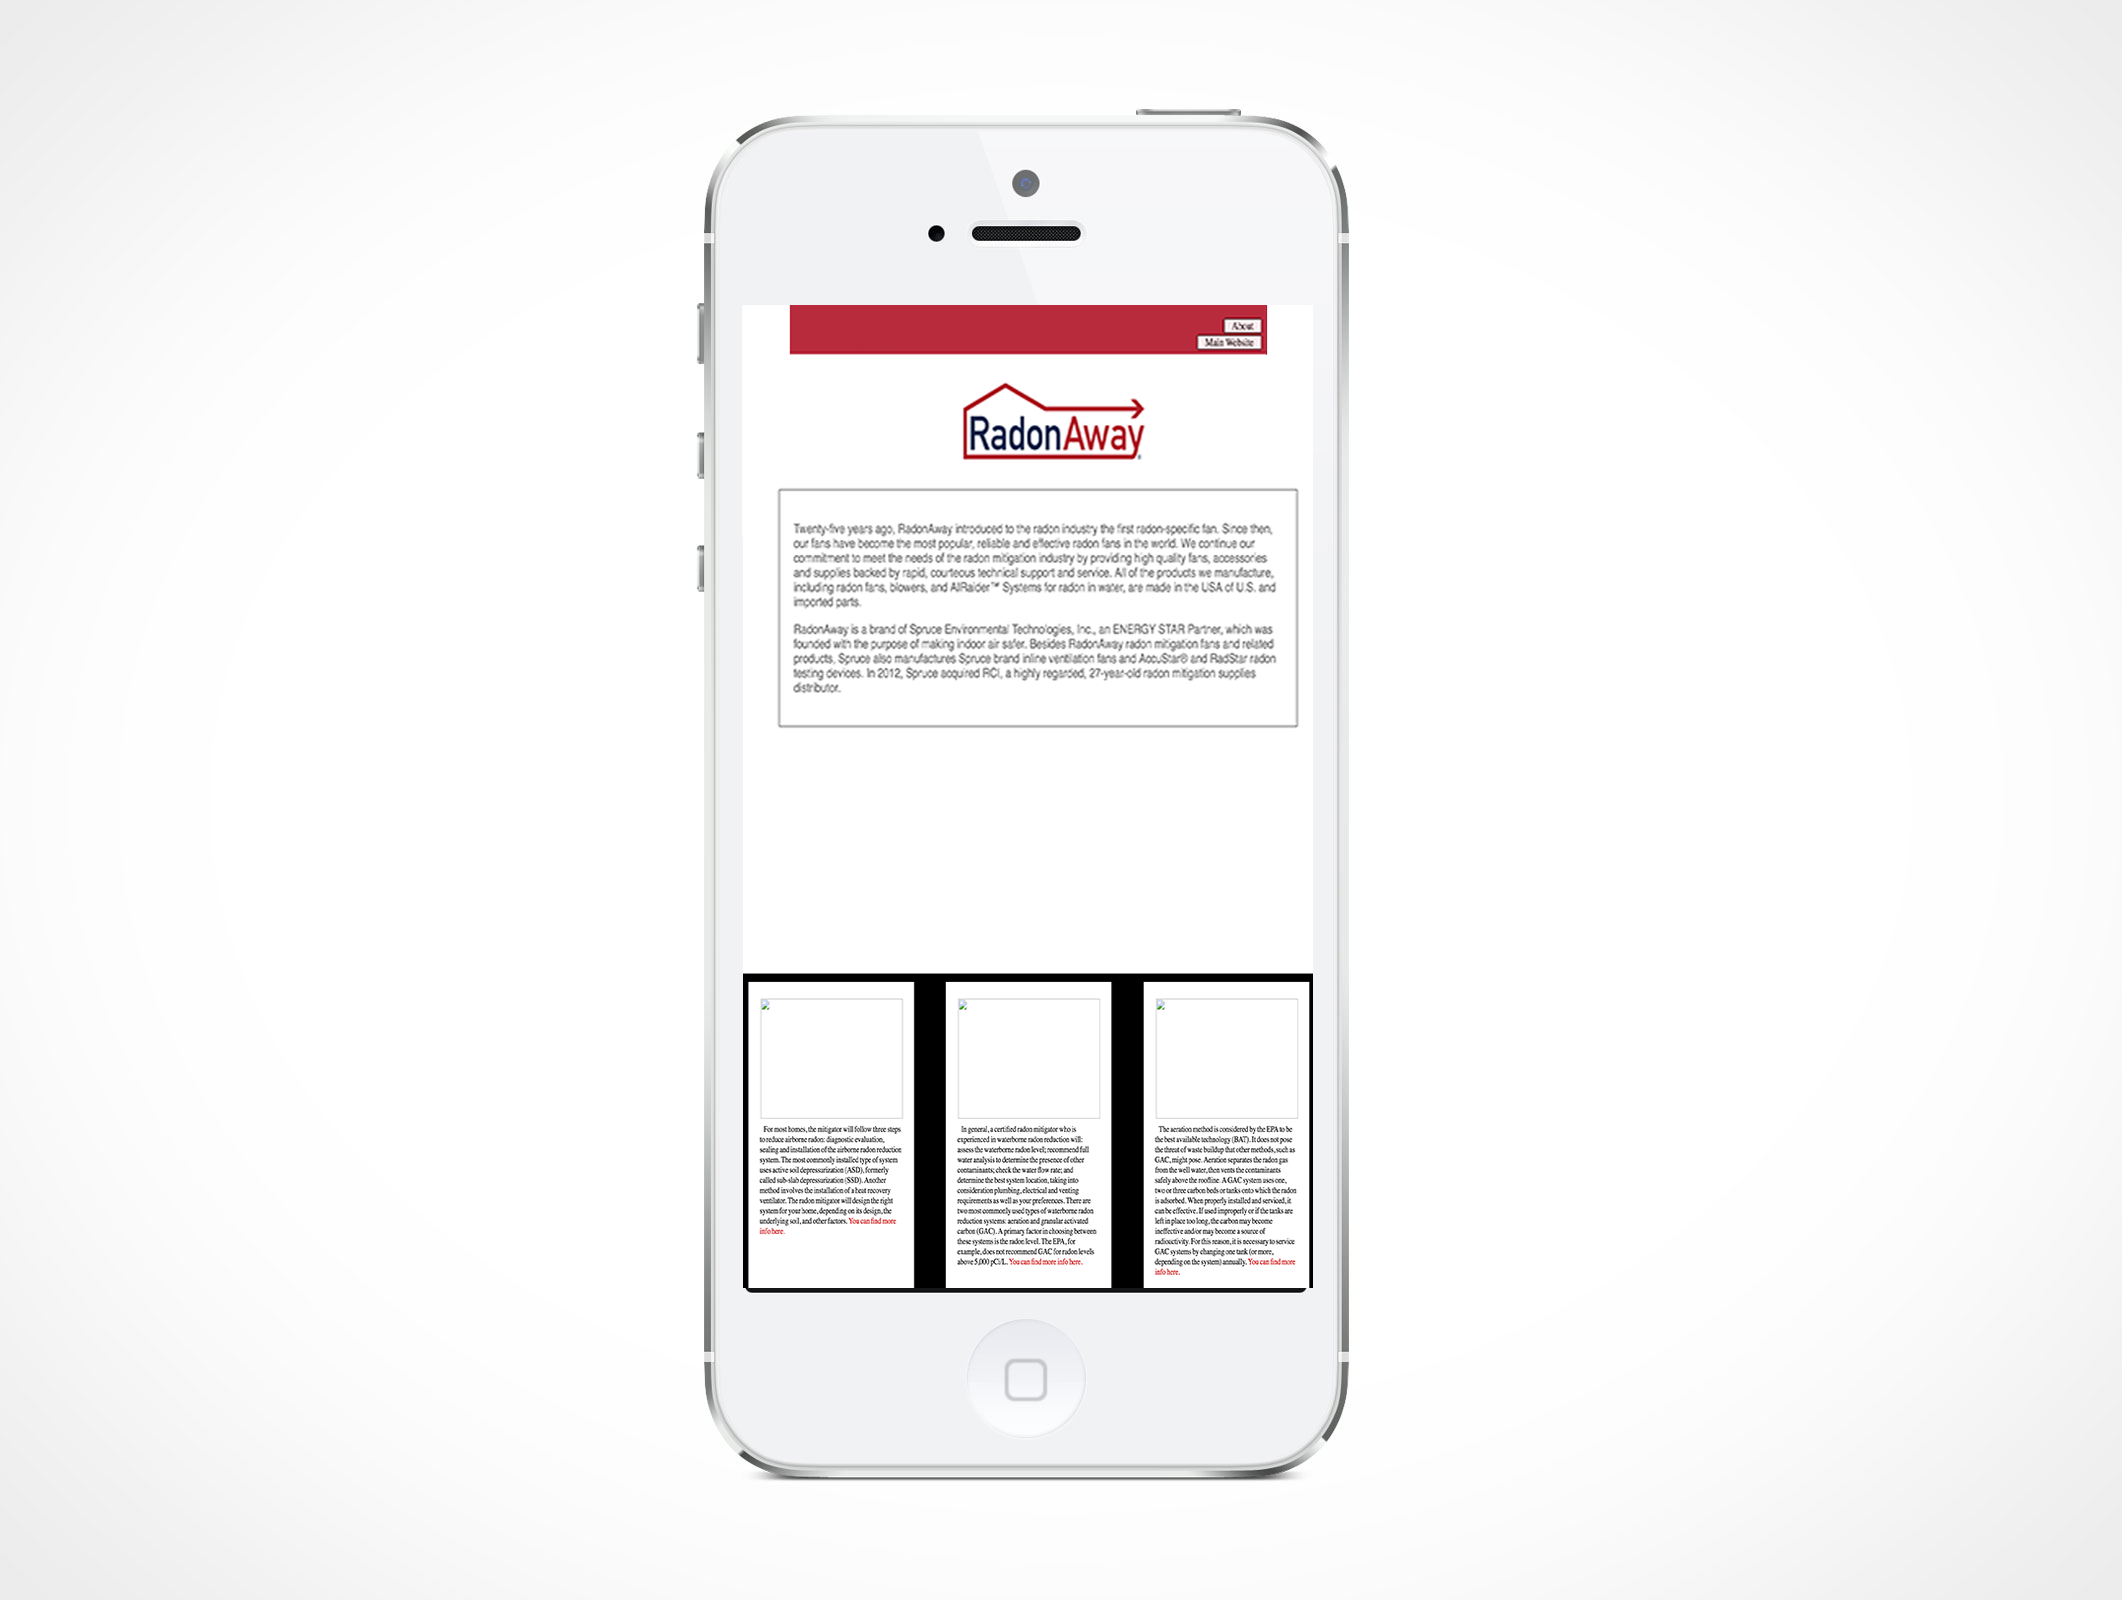 About
Main Website
RadonAway
Twenty-five years ago, RadonAway introduced to the radon industry the first radon-specific fan. Since then,
our fans have become the most popular, reliable and effective radon fans in the world. We continue our
commitment to meet the needs of the radon mitigation industry by providing high quality fans, accessories
and supplies backed by rapid, courteous technical support and service. All of the products we manufacture,
including radon fans, blowers, and AIRaider™ Systems for radon in water, are made in the USA of U.S. and
imported parts.
RadonAway is a brand of Spruce Environmental Technologies, Inc., an ENERGY STAR Partner, which was
founded with the purpose of making indoor air safer. Besides RadonAway radon mitigation fans and related
products, Spruce also manufactures Spruce brand inline ventilation fans and AccuStar® and RadStar radon
testing devices. In 2012, Spruce acquired RCI, a highly regarded, 27-year-old radon mitigation supplies
distributor.
For most homes, the mitigator will follow three steps
to reduce airborne radon: diagnostic evaluation,
sealing and installation of the airborne radon reduction
system. The most commonly installed type of system
uses active soil depressurization (ASD), formerly
called sub-slab depressurization (SSD). Another
method involves the installation of a heat recovery
ventilator. The radon mitigator will design the right
system for your home, depending on its design, the
underlying soil, and other factors. You can find more
info here.
In general, a certified radon mitigator who is
experienced in waterborne radon reduction will:
assess the waterborne radon level; recommend full
water analysis to determine the presence of other
contaminants; check the water flow rate; and
determine the best system location, taking into
consideration plumbing, electrical and venting
requirements as well as your preferences. There are
two most commonly used types of waterborne radon
reduction systems: aeration and granular activated
carbon (GAC). A primary factor in choosing between
these systems is the radon level. The EPA, for
example, does not recommend GAC for radon levels
above 5,000 pCi/L. You can find more info here.
The aeration method is considered by the EPA to be
the best available technology (BAT). It does not pose
the threat of waste buildup that other methods, such as
GAC, might pose. Aeration separates the radon gas
from the well water, then vents the contaminants
safely above the roofline. A GAC system uses one,
two or three carbon beds or tanks onto which the radon
is adsorbed. When properly installed and serviced, it
can be effective. If used improperly or if the tanks are
left in place too long, the carbon may become
ineffective and/or may become a source of
radioactivity. For this reason, it is necessary to service
GAC systems by changing one tank (or more,
depending on the system) annually. You can find more
info here.